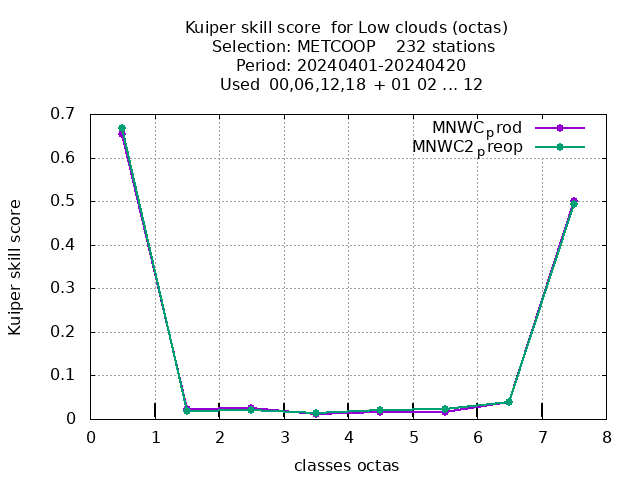 Kuiper skill score  for Low clouds (octas)
Selection: METCOOP    232 stations
Period: 20240401-20240420
Used  00,06,12,18  + 01 02 ... 12
MNWCprod
MNWC2preop
0.7
0.6
0.5
0.4
0.3
0.2
0.1
0
Kuiper skill score
0 1 2 3 4 5 6 7 8
classes octas